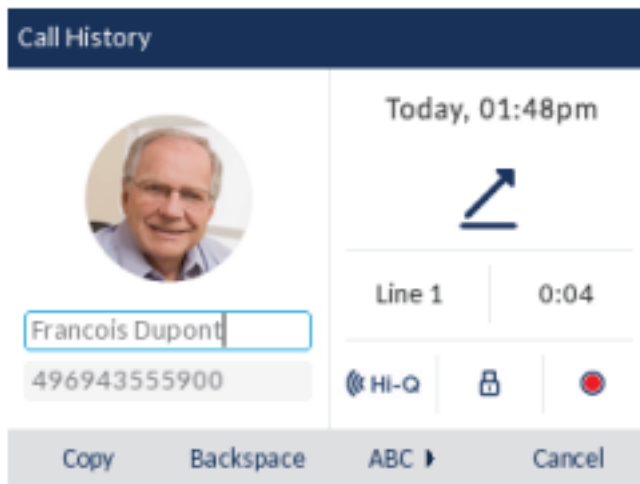 Call History
Today, 01:48pm
Line 1 0:04
Francois Dupont
496943555900
Hi-Q
Copy Backspace ABC Cancel